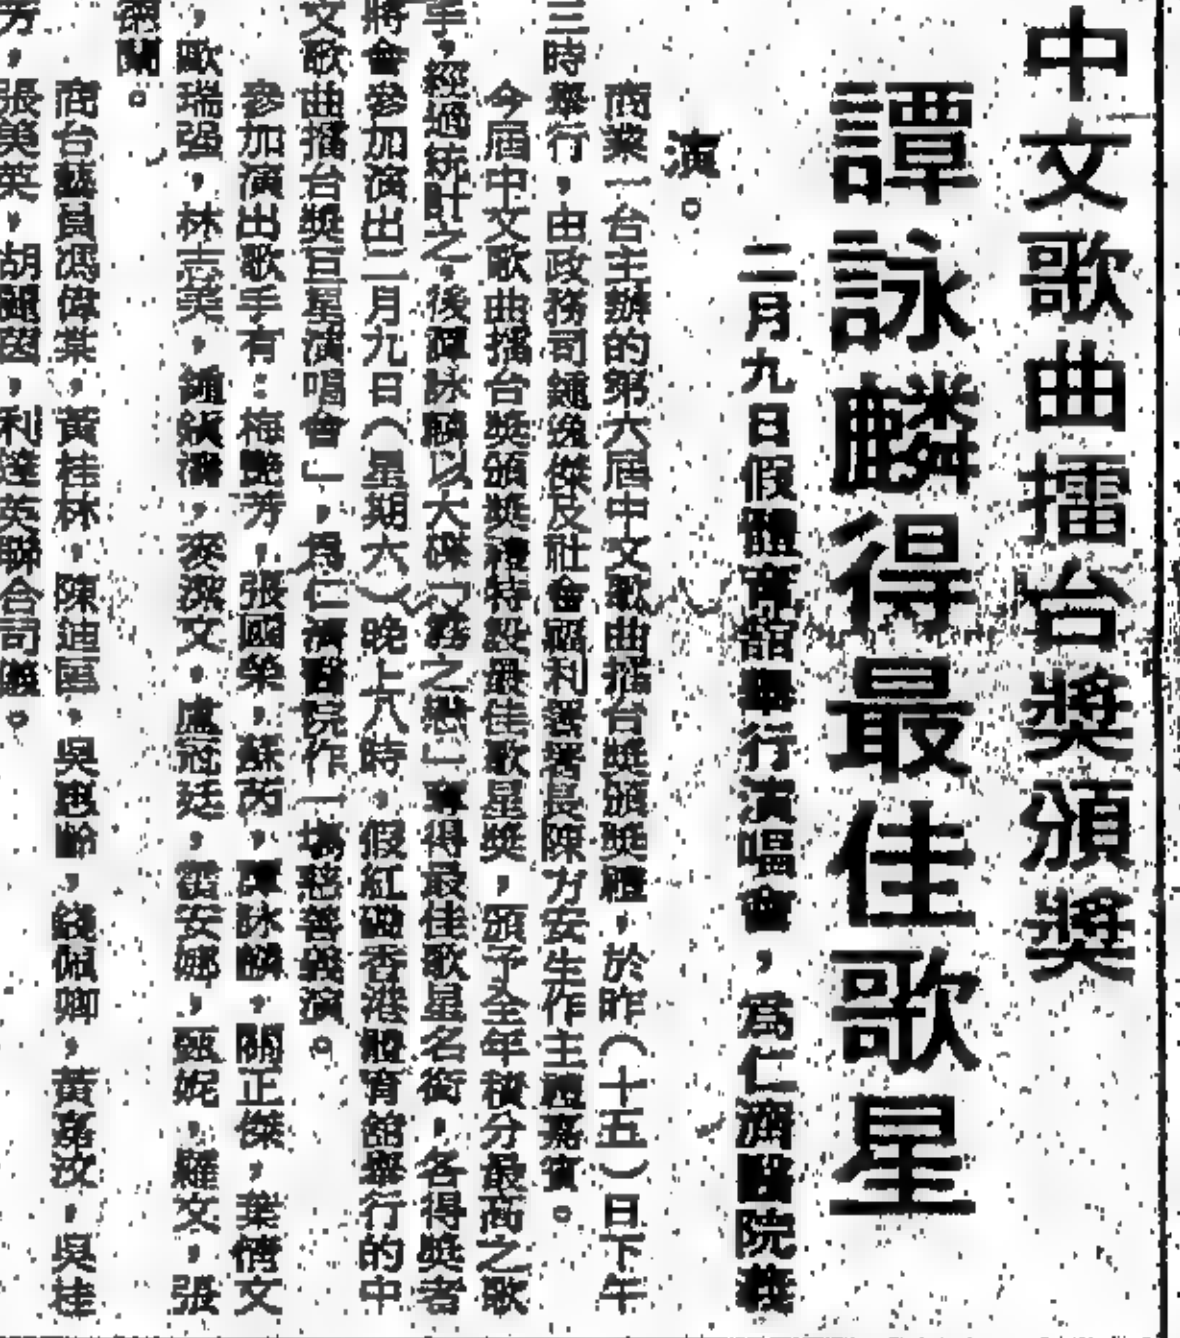 中文歌曲擂台獎頒獎
譚詠麟得最佳歌星
二月九日假體育館舉行演唱會，為仁濟醫院義
演。
商業一台主辦的第六屆中文歌曲擂台獎頒獎禮，於昨（十五）日下午
三時舉行，由政務司鍾逸傑及社會福利署署長陳方安生作主禮嘉賓。
今屆中文歌曲擂台獎頒獎禮特設最佳歌星獎，頒予全年積分最高之歌
手，經過統計之後譚詠麟以大碟「之戀」奪得最佳歌星名銜，各得獎者
將會參加演出二月九日（星期六）晚上八時，假紅磡香港體育館舉行的中
文歌曲擂台獎巨星演唱會」，為仁濟醫院作一場慈善義演。
參加演出歌手有：梅艷芳，張國榮，蘇芮，譚詠麟，關正傑，葉倩文
，歐瑞強，林志美，鍾鎮濤，麥潔文，盧冠廷，雷安娜，甄妮，羅文，張
德蘭。
商台藝員馮偉棠，黃桂林，陳迪匡，吳惠齡，錢佩卿，黃，吳桂
芳，張美英，胡，利達英聯合司儀。